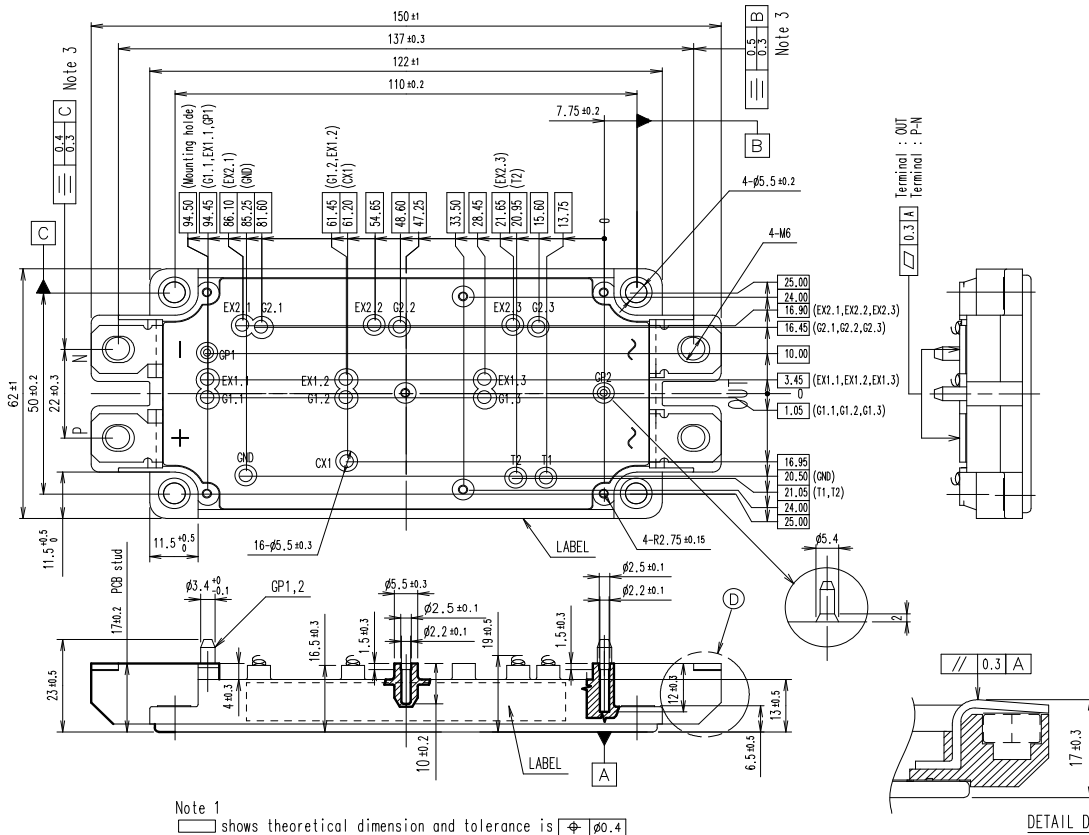 150 ±1
137 ±0.3
122 ±1
110 ±0.2
7.75 ±0.2
Note 3
0.4 C
0.3
Note 3
0.5 B
0.3
B
C
(Mounting holde)
(G1.1,EX1.1,GP1)
(EX2.1)
(GND)
(G1.2,EX1.2)
(CX1)
(EX2.3)
(T2)
94.50
94.45
86.10
85.25
81.60
61.45
61.20
54.65
48.60
47.25
33.50
28.45
21.65
20.95
15.60
13.75
0
4-ø5.5 ±0.2
4-M6
Terminal : OUT
Terminal : P-N
0.3 A
25.00
24.00
16.90 (EX2.1,EX2.2,EX2.3)
16.45 (G2.1,G2.2,G2.3)
10.00
3.45 (EX1.1,EX1.2,EX1.3)
0
1.05 (G1.1,G1.2,G1.3)
16.95
20.50 (GND)
21.05 (T1,T2)
24.00
25.00
62 ±1
50 ±0.2
22 ±0.3
N
P
−
+
~
~
OUT
EX2.1
G2.1
EX2.2
G2.2
EX2.3
G2.3
GP1
EX1.1
G1.1
EX1.2
G1.2
EX1.3
G1.3
GP2
GND
CX1
T2
T1
11.5 +0.5 0
11.5 +0.5 0
16-ø5.5 ±0.3
LABEL
4-R2.75 ±0.15
ø5.4
2
17±0.2 PCB stud
ø3.4 +0 -0.1
GP1,2
23 ±0.5
4 ±0.3
16.5 ±0.3
1.5 ±0.3
ø5.5 ±0.3
ø2.5 ±0.1
ø2.2 ±0.1
10 ±0.2
19 ±0.5
1.5 ±0.3
ø2.5 ±0.1
ø2.2 ±0.1
12 ±0.3
D
6.5 ±0.5
13 ±0.5
LABEL
A
// 0.3 A
17 ±0.3
DETAIL D
Note 1
shows theoretical dimension and tolerance is ⌖ ø0.4